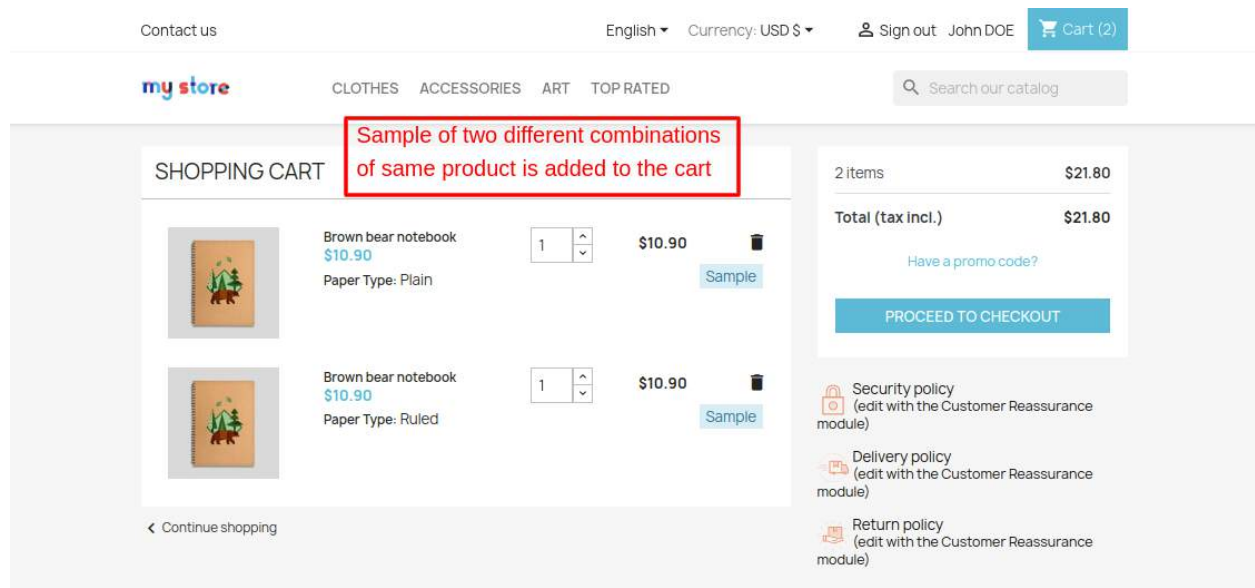 Contact us
English
Currency: USD $
Sign out John DOE
Cart (2)
my store
CLOTHES ACCESSORIES ART TOP RATED
Search our catalog
Sample of two different combinations
of same product is added to the cart
SHOPPING CART
Brown bear notebook
$10.90
Paper Type: Plain
1
$10.90
Sample
Brown bear notebook
$10.90
Paper Type: Ruled
1
$10.90
Sample
Continue shopping
2 items $21.80
Total (tax incl.) $21.80
Have a promo code?
PROCEED TO CHECKOUT
Security policy
(edit with the Customer Reassurance
module)
Delivery policy
(edit with the Customer Reassurance
module)
Return policy
(edit with the Customer Reassurance
module)